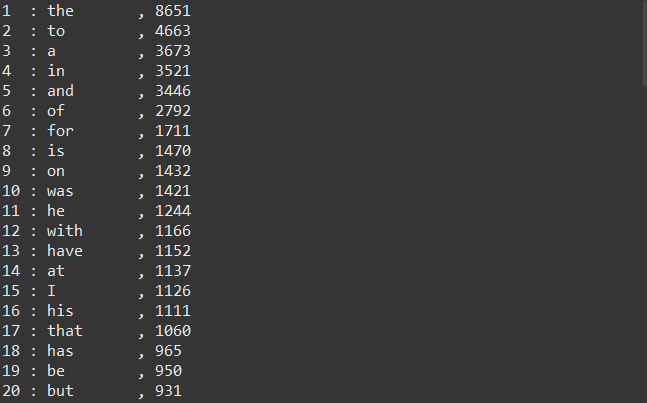 1  : the       , 8651
2  : to        , 4663
3  : a         , 3673
4  : in        , 3521
5  : and       , 3446
6  : of        , 2792
7  : for       , 1711
8  : is        , 1470
9  : on        , 1432
10 : was       , 1421
11 : he        , 1244
12 : with      , 1166
13 : have      , 1152
14 : at        , 1137
15 : I         , 1126
16 : his       , 1111
17 : that      , 1060
18 : has       , 965
19 : be        , 950
20 : but       , 931